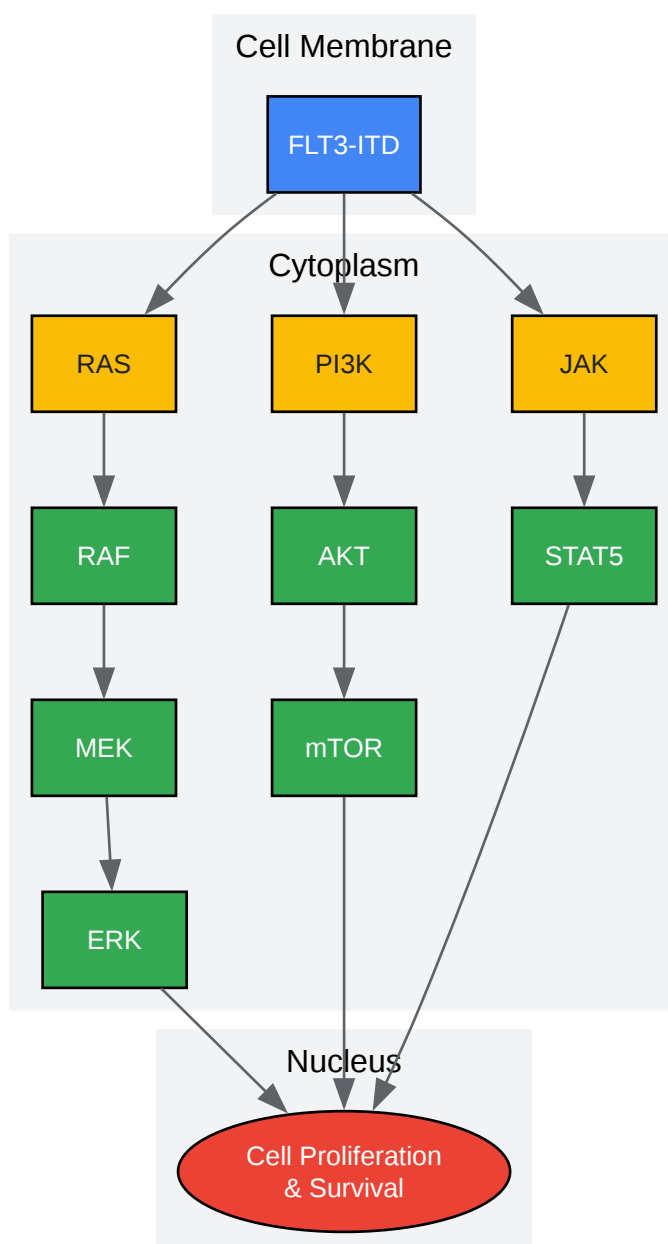 Cell Membrane
FLT3-ITD
Cytoplasm
RAS
PI3K
JAK
RAF
AKT
STAT5
MEK
mTOR
ERK
Nucleus
Cell Proliferation
& Survival